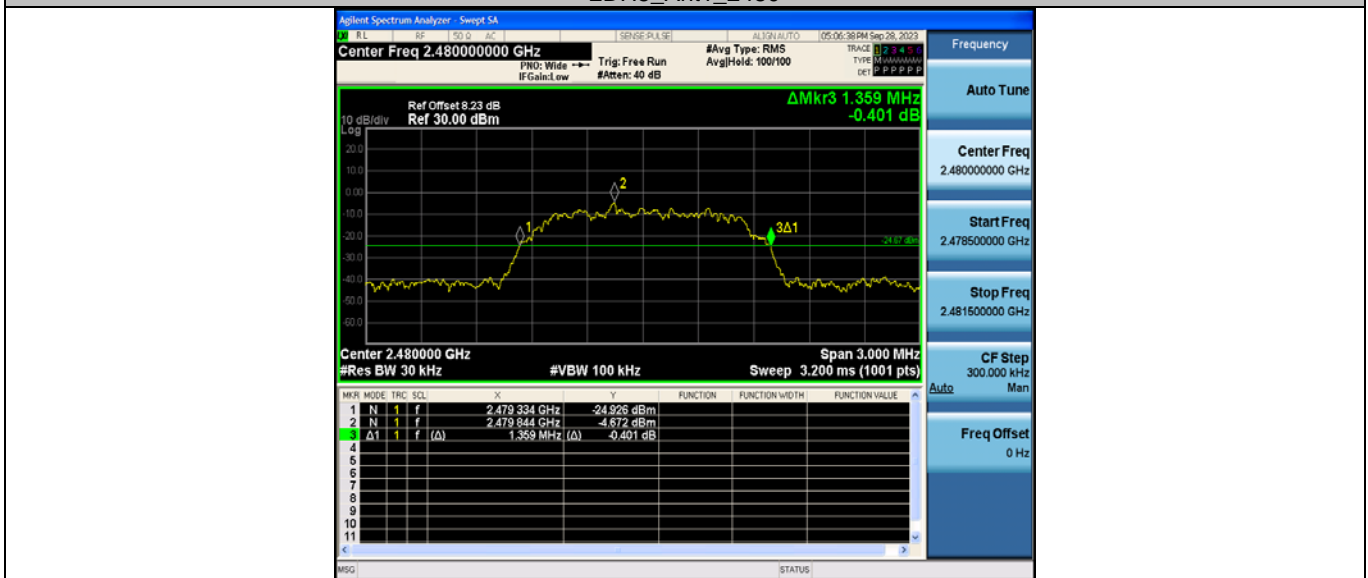 Agilent Spectrum Analyzer - Swept SA
RL RF 50 Ω AC SENSE:PULSE ALIGN AUTO 05:06:38 PM Sep 28, 2023
Center Freq 2.480000000 GHz
PNO: Wide
IFGain:Low
Trig: Free Run
#Atten: 40 dB
#Avg Type: RMS
Avg|Hold: 100/100
TRACE 1 2 3 4 5 6
TYPE M
DET P P P P P P
ΔMkr3 1.359 MHz
-0.401 dB
Ref Offset 8.23 dB
10 dB/div Ref 30.00 dBm
Log
20.0
10.0
0.00
-10.0
-20.0
-30.0
-40.0
-50.0
-60.0
1
2
3Δ1
-24.67 dBm
Center 2.480000 GHz Span 3.000 MHz
#Res BW 30 kHz #VBW 100 kHz Sweep 3.200 ms (1001 pts)
MKR MODE TRC SCL X Y FUNCTION FUNCTION WIDTH FUNCTION VALUE
1 N 1 f 2.479 334 GHz -24.926 dBm
2 N 1 f 2.479 844 GHz -4.672 dBm
3 Δ1 1 f (Δ) 1.359 MHz (Δ) -0.401 dB
4
5
6
7
8
9
10
11
MSG STATUS
Frequency
Auto Tune
Center Freq
2.480000000 GHz
Start Freq
2.478500000 GHz
Stop Freq
2.481500000 GHz
CF Step
300.000 kHz
Auto Man
Freq Offset
0 Hz